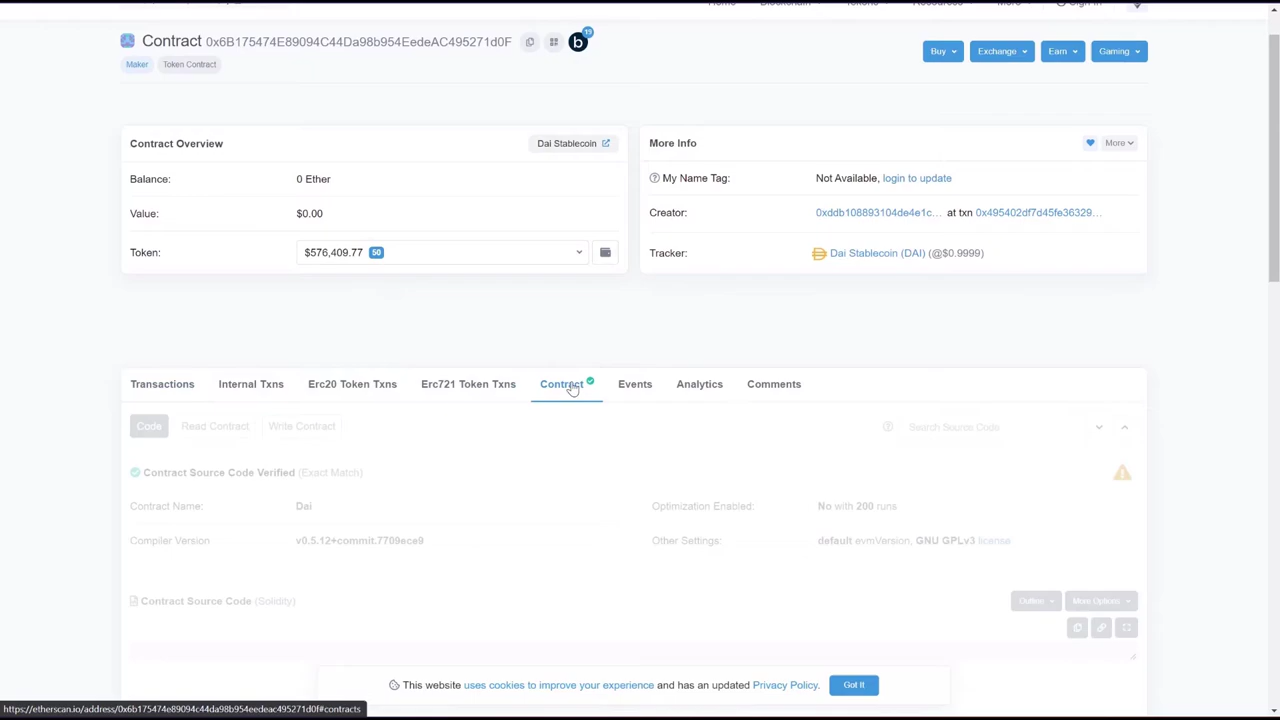 Contract 0x6B175474E89094C44Da98b954EedeAC495271d0F
19
b
Buy Exchange Earn Gaming
Maker Token Contract
Contract Overview
Dai Stablecoin
More Info
More
Balance: 0 Ether
My Name Tag: Not Available, login to update
Value: $0.00
Creator: 0xddb108893104de4e1c... at txn 0x495402df7d45fe36329...
Token: $576,409.77 50
Tracker: Dai Stablecoin (DAI) (@$0.9999)
Transactions Internal Txns Erc20 Token Txns Erc721 Token Txns Contract Events Analytics Comments
Code Read Contract Write Contract Search Source Code
Contract Source Code Verified (Exact Match)
Contract Name: Dai
Optimization Enabled: No with 200 runs
Compiler Version v0.5.12+commit.7709ece9
Other Settings: default evmVersion, GNU GPLv3 license
Contract Source Code (Solidity)
Outline More Options
This website uses cookies to improve your experience and has an updated Privacy Policy. Got It
https://etherscan.io/address/0x6b175474e89094c44da98b954eedeac495271d0f#contracts